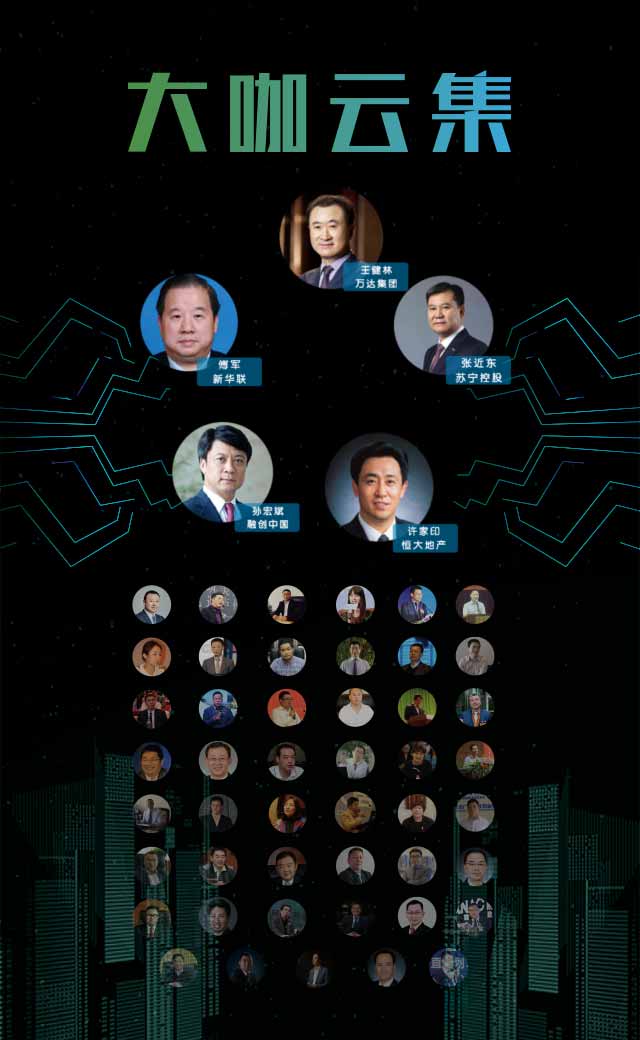 大咖云集
王健林
万达集团
傅军
新华联
张近东
苏宁控股
孙宏斌
融创中国
许家印
恒大地产